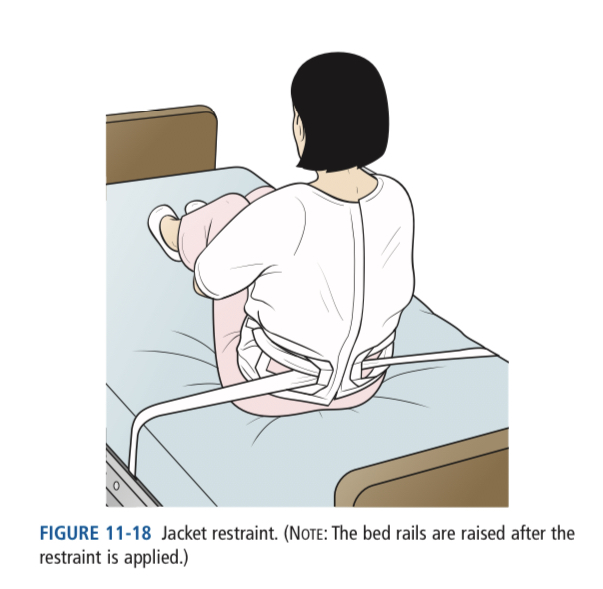 FIGURE 11-18 Jacket restraint. (NOTE: The bed rails are raised after the
restraint is applied.)